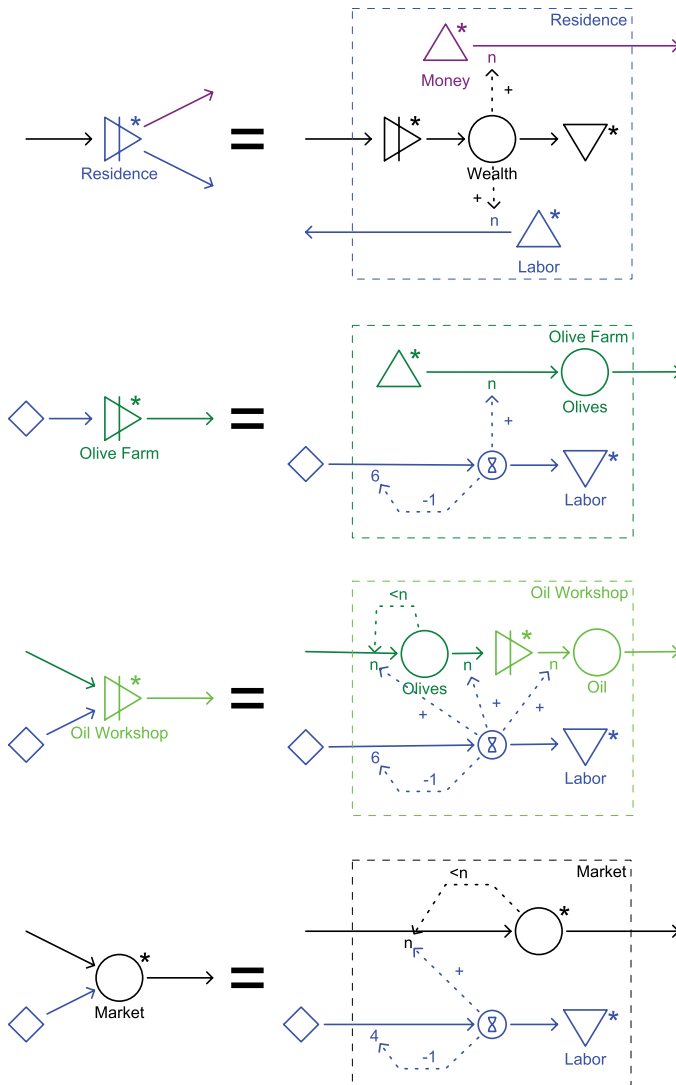 Residence
*
n
Money
+
*
*
*
Residence
=
Wealth
+
n
*
Labor
Olive Farm
*
n
*
Olives
Olive Farm
=
+
6
-1
*
Labor
Oil Workshop
<n
*
n
n
n
Olives
Oil
*
+
+
+
Oil Workshop
=
6
-1
*
Labor
Market
<n
*
n
*
Market
=
+
4
-1
*
Labor